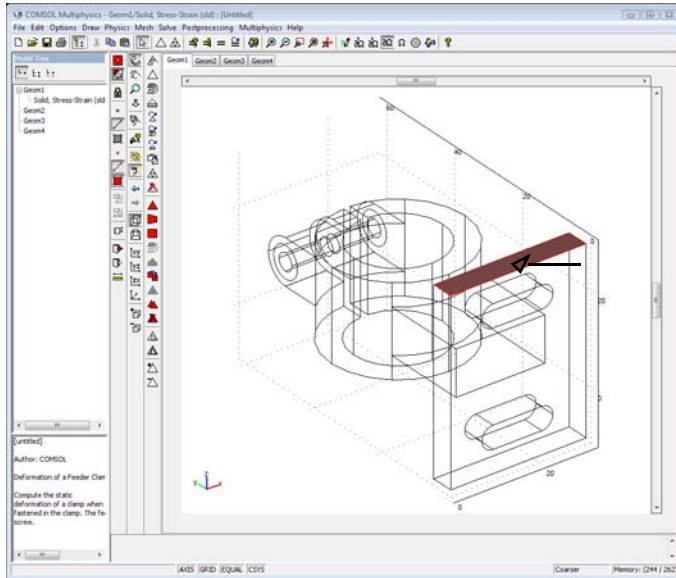 COMSOL Multiphysics - Geom1/Solid, Stress-Strain (sld) : [Untitled]
File Edit Options Draw Physics Mesh Solve Postprocessing Multiphysics Help
Model Tree
Geom1
Solid, Stress-Strain (sld
Geom2
Geom3
Geom4
Geom1 Geom2 Geom3 Geom4
60
40
20
0
20
0
20
0
z
y
x
[untitled]
Author: COMSOL
Deformation of a Feeder Clam
Compute the static
deformation of a clamp when
fastened in the clamp. The fe
screw.
AXIS GRID EQUAL CSYS
Coarser
Memory: (244 / 262